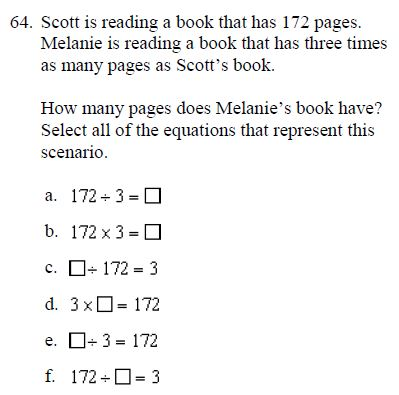 64. Scott is reading a book that has 172 pages.
Melanie is reading a book that has three times
as many pages as Scott's book.
How many pages does Melanie's book have?
Select all of the equations that represent this
scenario.
a. 172 ÷ 3 = □
b. 172 x 3 = □
c. □ ÷ 172 = 3
d. 3 x □ = 172
e. □ ÷ 3 = 172
f. 172 ÷ □ = 3